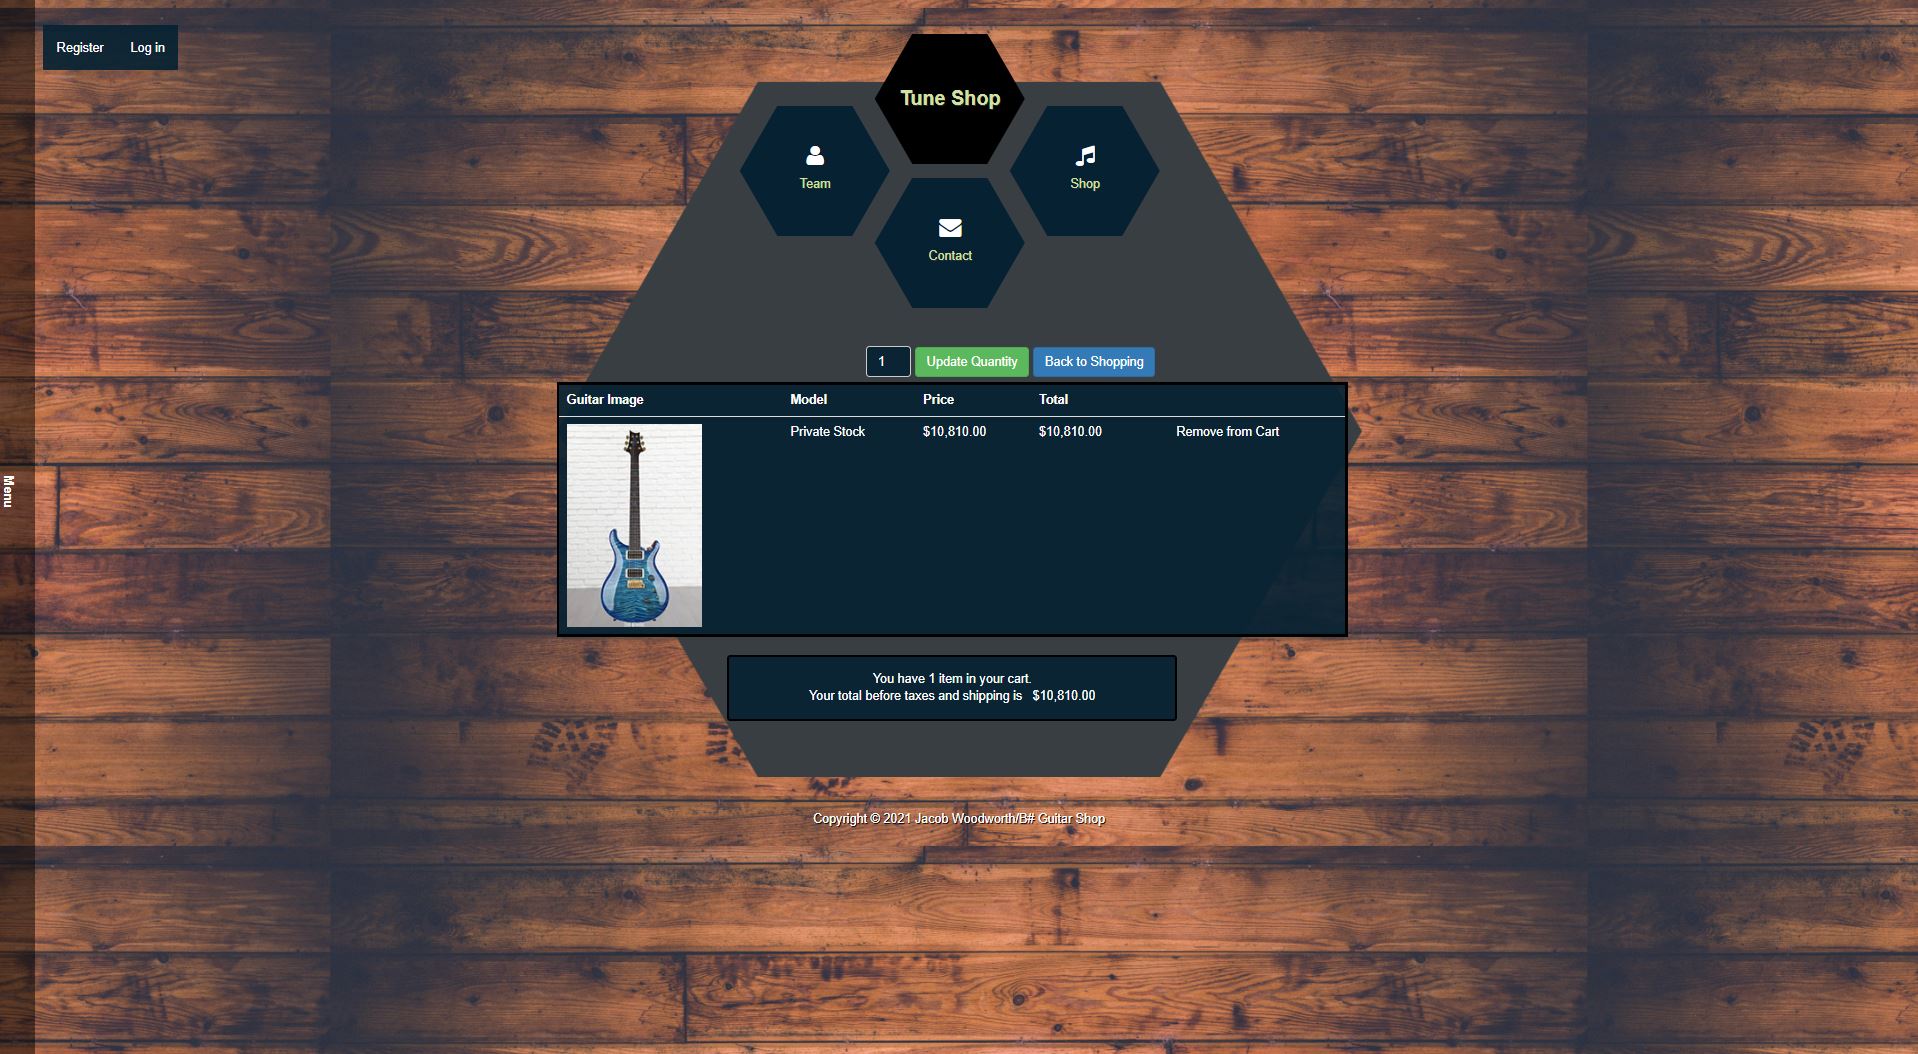 Register Log in
Tune Shop
Team
Shop
Contact
1 Update Quantity Back to Shopping
Guitar Image Model Price Total
Private Stock $10,810.00 $10,810.00 Remove from Cart
Menu
You have 1 item in your cart.
Your total before taxes and shipping is $10,810.00
Copyright © 2021 Jacob Woodworth/B# Guitar Shop